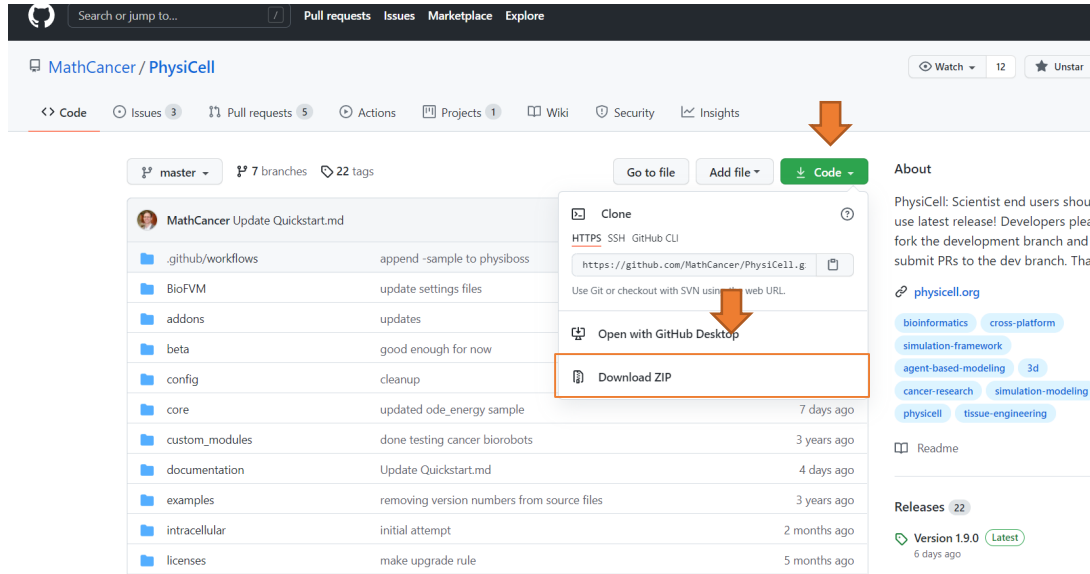 Search or jump to... / Pull requests Issues Marketplace Explore
MathCancer / PhysiCell Watch 12 Unstar
Code Issues 3 Pull requests 5 Actions Projects 1 Wiki Security Insights
master 7 branches 22 tags Go to file Add file Code
MathCancer Update Quickstart.md
.github/workflows append -sample to physiboss
BioFVM update settings files
addons updates
beta good enough for now
config cleanup
core updated ode_energy sample 7 days ago
custom_modules done testing cancer biorobots 3 years ago
documentation Update Quickstart.md 4 days ago
examples removing version numbers from source files 3 years ago
intracellular initial attempt 2 months ago
licenses make upgrade rule 5 months ago
Clone
HTTPS SSH GitHub CLI
https://github.com/MathCancer/PhysiCell.g
Use Git or checkout with SVN using the web URL.
Open with GitHub Desktop
Download ZIP
About
PhysiCell: Scientist end users shou
use latest release! Developers plea
fork the development branch and
submit PRs to the dev branch. Tha
physicell.org
bioinformatics cross-platform
simulation-framework
agent-based-modeling 3d
cancer-research simulation-modeling
physicell tissue-engineering
Readme
Releases 22
Version 1.9.0 Latest
6 days ago